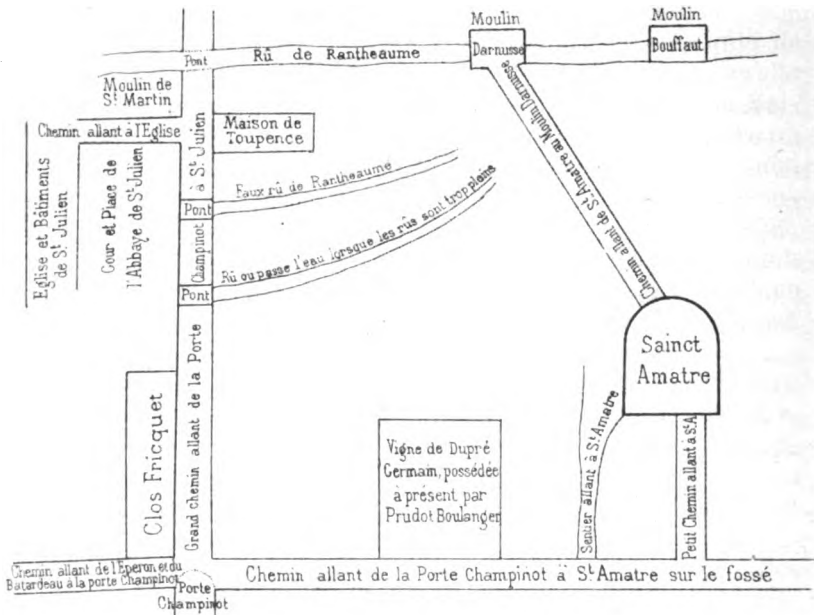 Moulin
Darnusse
Moulin
Bouffaut
Pont
Rû de Rantheaume
Moulin de
St Martin
Chemin allant à l'Eglise
Maison de
Toupence
Eglise et Bâtiments
de St Julien
Cour et Place de
l'Abbaye de St Julien
Faux rû de Rantheaume
Pont
Rû ou passe l'eau lorsque les rûs sont trop plains
Pont
Chemin allant de St Amatre au Moulin Darnusse
Sainct
Amatre
Clos Fricquet
Grand chemin allant de la Porte Champinot à St Julien
Vigne de Dupré
Germain, possédée
à présent par
Prudot Boulanger
Sentier allant à St Amatre
Petit Chemin allant à St A
Chemin allant de l'Eperon et du
Batardeau à la porte Champinot
Porte
Champinot
Chemin allant de la Porte Champinot à St Amatre sur le fossé